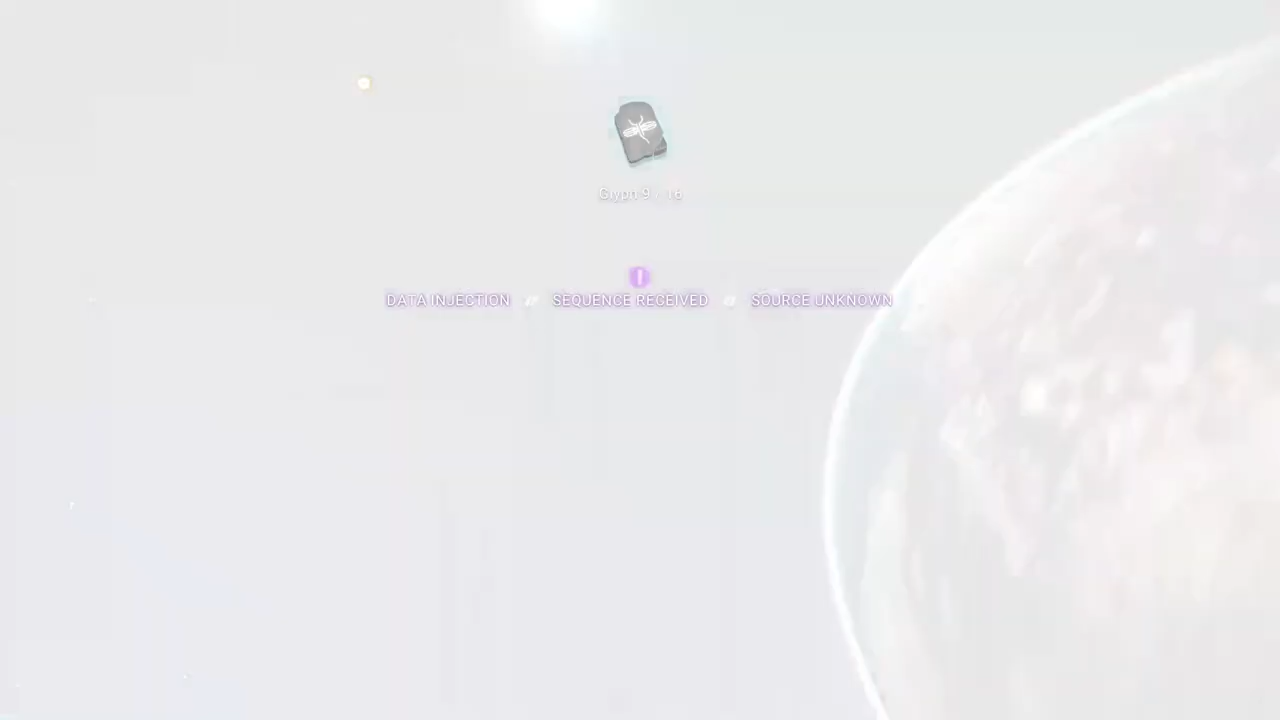 Glyph 9 / 16
DATA INJECTION // SEQUENCE RECEIVED // SOURCE UNKNOWN